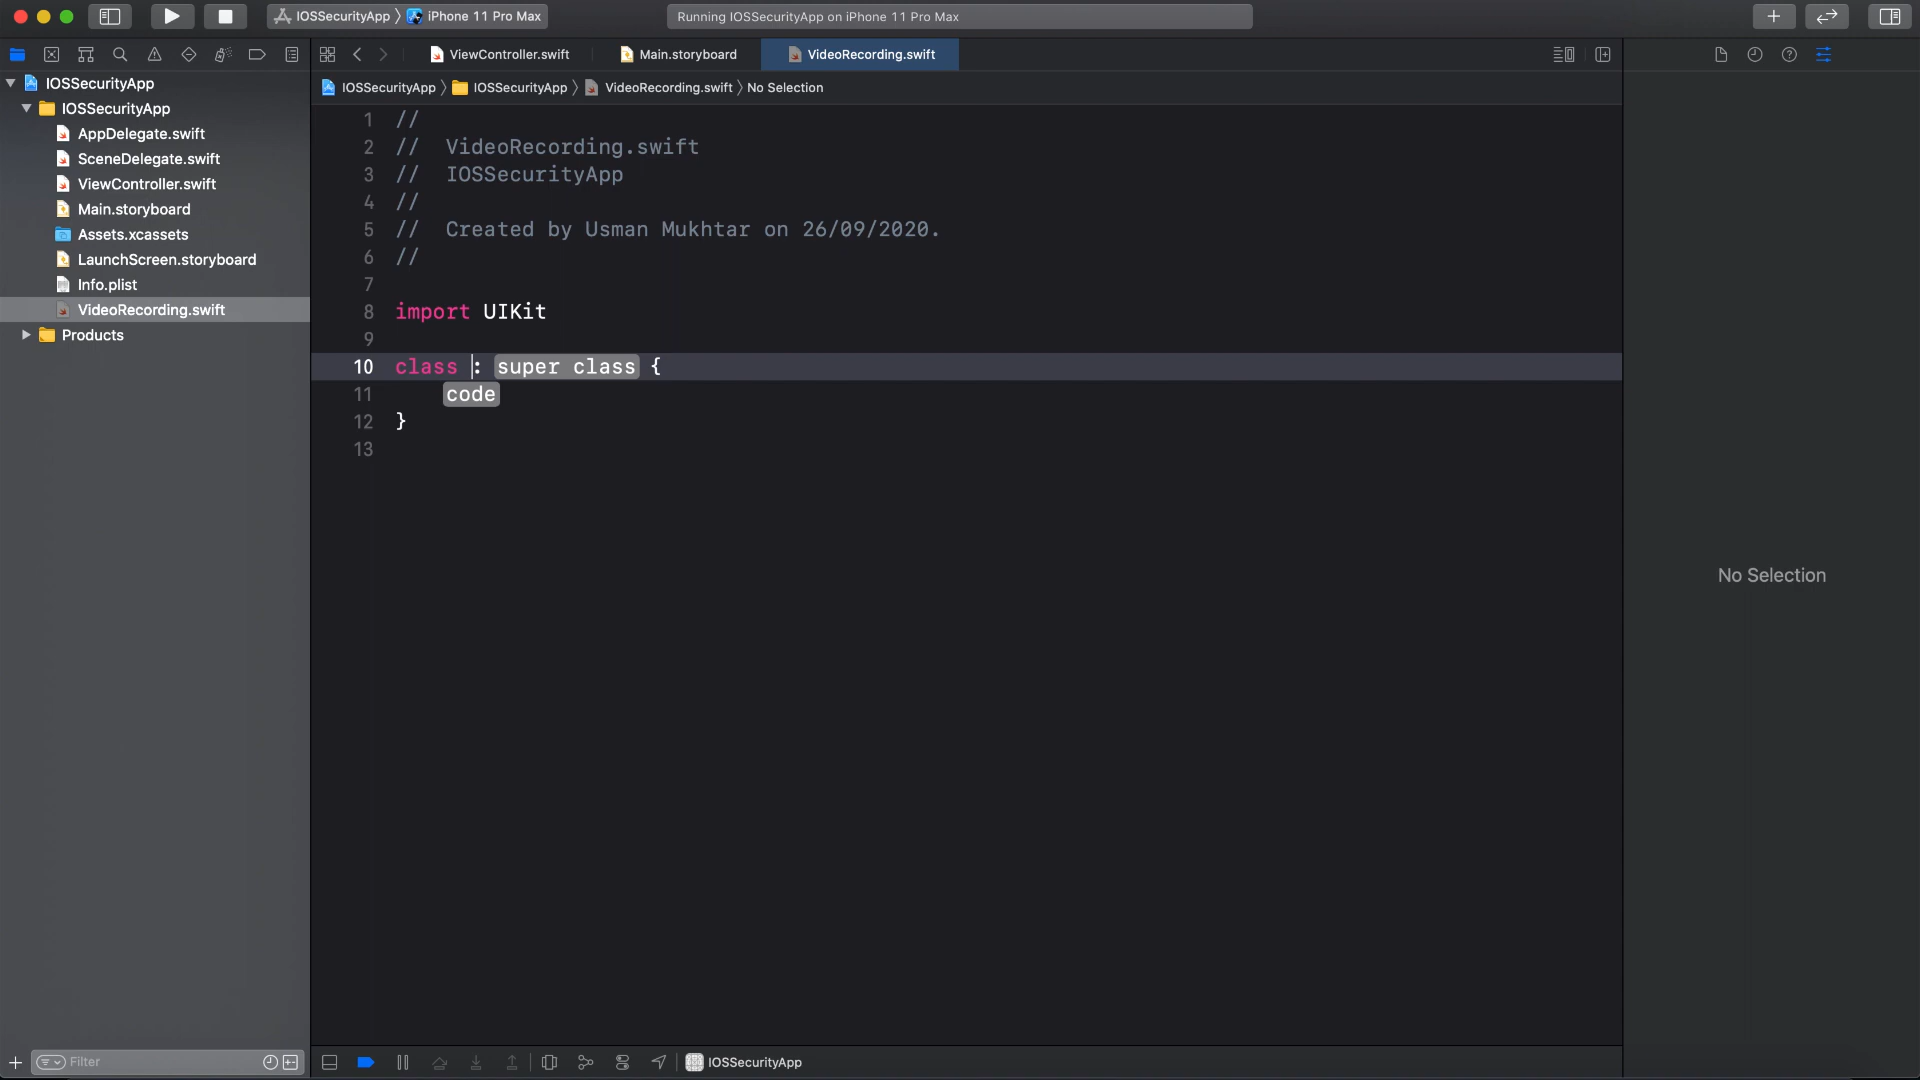 IOSSecurityApp 〉 iPhone 11 Pro Max
Running IOSSecurityApp on iPhone 11 Pro Max
ViewController.swift
Main.storyboard
VideoRecording.swift
IOSSecurityApp 〉 IOSSecurityApp 〉 VideoRecording.swift 〉 No Selection
IOSSecurityApp
IOSSecurityApp
AppDelegate.swift
SceneDelegate.swift
ViewController.swift
Main.storyboard
Assets.xcassets
LaunchScreen.storyboard
Info.plist
VideoRecording.swift
Products
1 //
2 //  VideoRecording.swift
3 //  IOSSecurityApp
4 //
5 //  Created by Usman Mukhtar on 26/09/2020.
6 //
7
8 import UIKit
9
10 class : super class {
11     code
12 }
13
No Selection
Filter
IOSSecurityApp